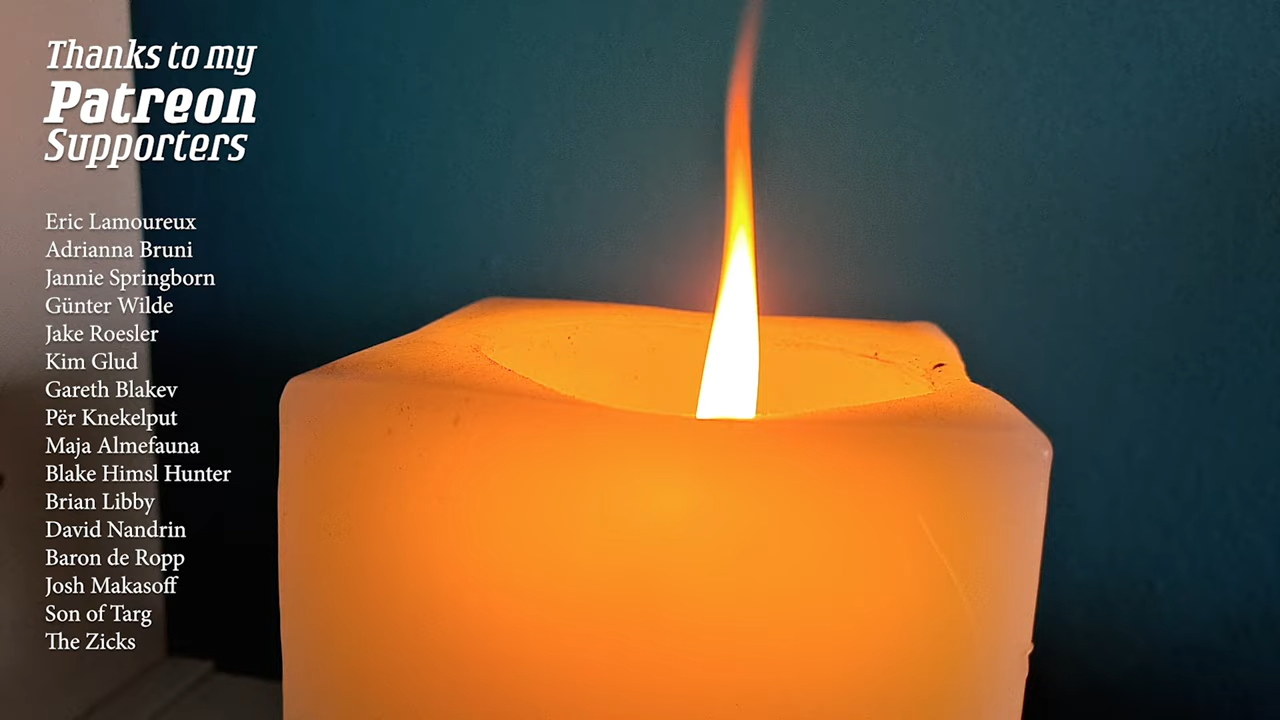 Thanks to my
Patreon
Supporters
Eric Lamoureux
Adrianna Bruni
Jannie Springborn
Günter Wilde
Jake Roesler
Kim Glud
Gareth Blakev
Për Knekelput
Maja Almefauna
Blake Himsl Hunter
Brian Libby
David Nandrin
Baron de Ropp
Josh Makasoff
Son of Targ
The Zicks